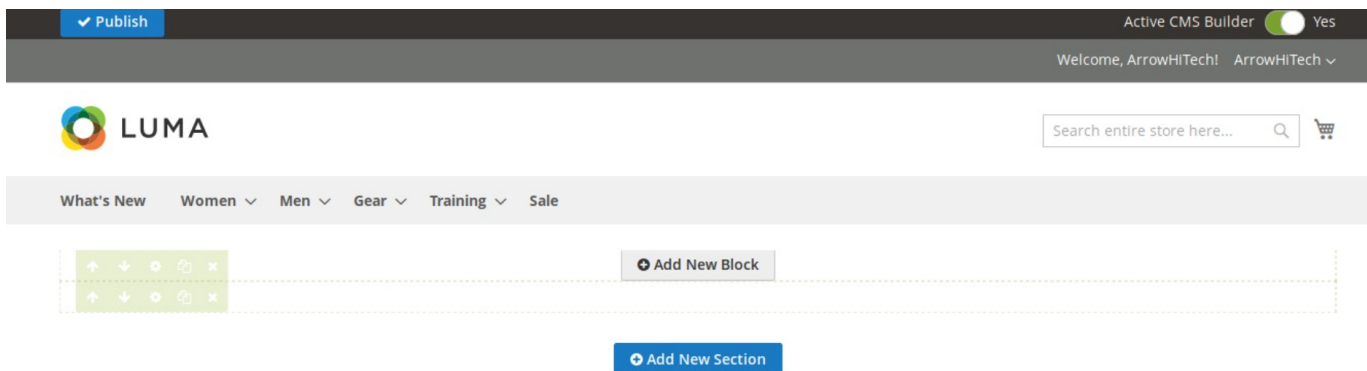 Publish
Active CMS Builder Yes
Welcome, ArrowHiTech! ArrowHiTech
LUMA
Search entire store here...
What's New Women Men Gear Training Sale
Add New Block
Add New Section